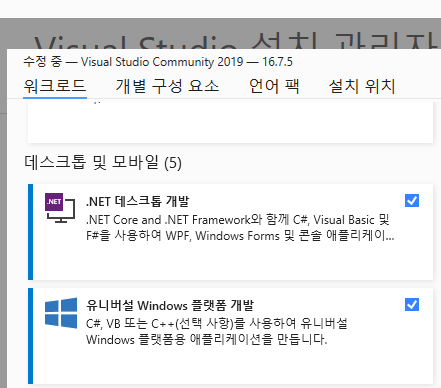 Visual Studio 설치 관리자
수정 중 — Visual Studio Community 2019 — 16.7.5
워크로드 개별 구성 요소 언어 팩 설치 위치
데스크톱 및 모바일 (5)
.NET
.NET 데스크톱 개발
.NET Core and .NET Framework와 함께 C#, Visual Basic 및
F#을 사용하여 WPF, Windows Forms 및 콘솔 애플리케이...
유니버설 Windows 플랫폼 개발
C#, VB 또는 C++(선택 사항)를 사용하여 유니버설
Windows 플랫폼용 애플리케이션을 만듭니다.